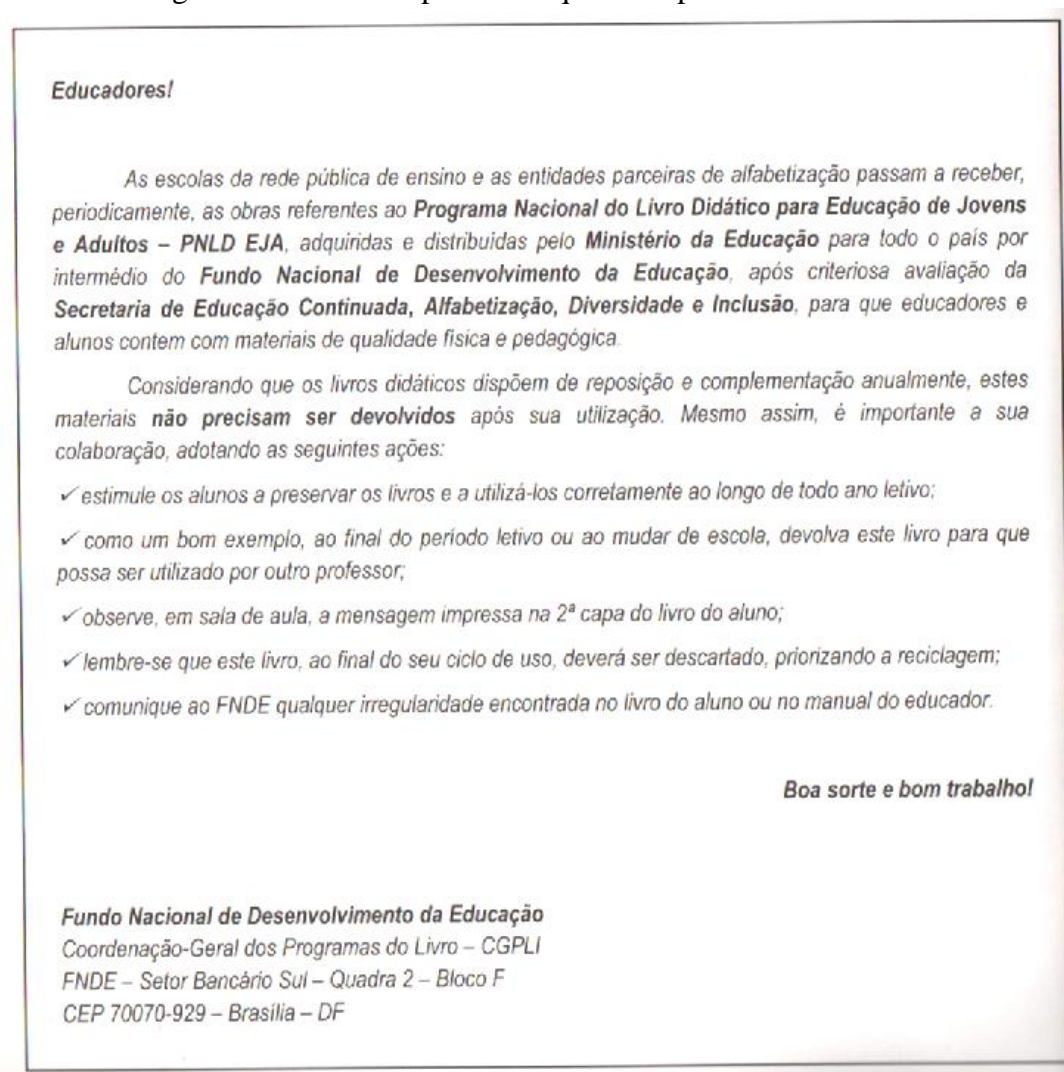 Educadores!
As escolas da rede pública de ensino e as entidades parceiras de alfabetização passam a receber,
periodicamente, as obras referentes ao Programa Nacional do Livro Didático para Educação de Jovens
e Adultos – PNLD EJA, adquiridas e distribuidas pelo Ministério da Educação para todo o país por
intermédio do Fundo Nacional de Desenvolvimento da Educação, após criteriosa avaliação da
Secretaria de Educação Continuada, Alfabetização, Diversidade e Inclusão, para que educadores e
alunos contem com materiais de qualidade física e pedagógica.
Considerando que os livros didáticos dispõem de reposição e complementação anualmente, estes
materiais não precisam ser devolvidos após sua utilização. Mesmo assim, é importante a sua
colaboração, adotando as seguintes ações:
✓ estimule os alunos a preservar os livros e a utilizá-los corretamente ao longo de todo ano letivo;
✓ como um bom exemplo, ao final do período letivo ou ao mudar de escola, devolva este livro para que
possa ser utilizado por outro professor;
✓ observe, em sala de aula, a mensagem impressa na 2ª capa do livro do aluno;
✓ lembre-se que este livro, ao final do seu ciclo de uso, deverá ser descartado, priorizando a reciclagem;
✓ comunique ao FNDE qualquer irregularidade encontrada no livro do aluno ou no manual do educador.
Boa sorte e bom trabalho!
Fundo Nacional de Desenvolvimento da Educação
Coordenação-Geral dos Programas do Livro – CGPLI
FNDE – Setor Bancário Sul – Quadra 2 – Bloco F
CEP 70070-929 – Brasília – DF